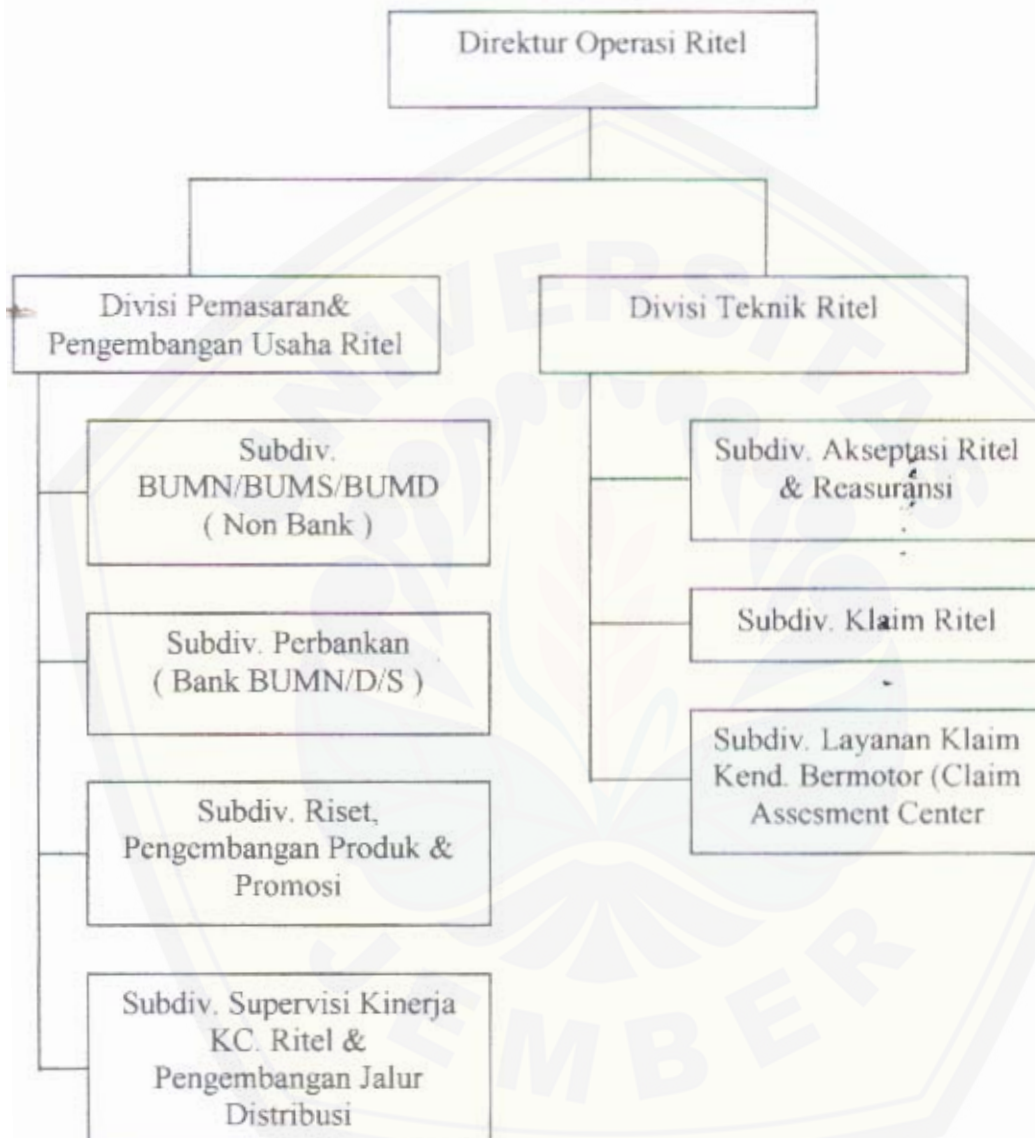 Direktur Operasi Ritel
Divisi Pemasaran&
Pengembangan Usaha Ritel
Subdiv.
BUMN/BUMS/BUMD
( Non Bank )
Subdiv. Perbankan
( Bank BUMN/D/S )
Subdiv. Riset,
Pengembangan Produk &
Promosi
Subdiv. Supervisi Kinerja
KC. Ritel &
Pengembangan Jalur
Distribusi
Divisi Teknik Ritel
Subdiv. Akseptasi Ritel
& Reasuransi
Subdiv. Klaim Ritel
Subdiv. Layanan Klaim
Kend. Bermotor (Claim
Assesment Center
UNIVERSITAS
JEMBER